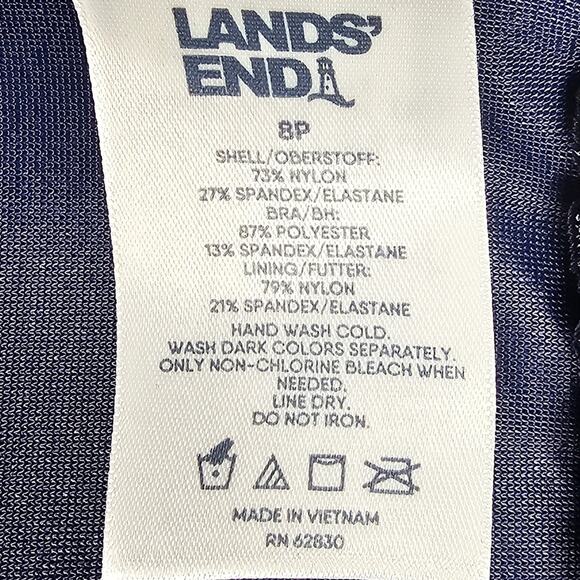 LANDS'
END
8P
SHELL/OBERSTOFF:
73% NYLON
27% SPANDEX/ELASTANE
BRA/BH:
87% POLYESTER
13% SPANDEX/ELASTANE
LINING/FUTTER:
79% NYLON
21% SPANDEX/ELASTANE
HAND WASH COLD.
WASH DARK COLORS SEPARATELY.
ONLY NON-CHLORINE BLEACH WHEN
NEEDED.
LINE DRY.
DO NOT IRON.
MADE IN VIETNAM
RN 62830